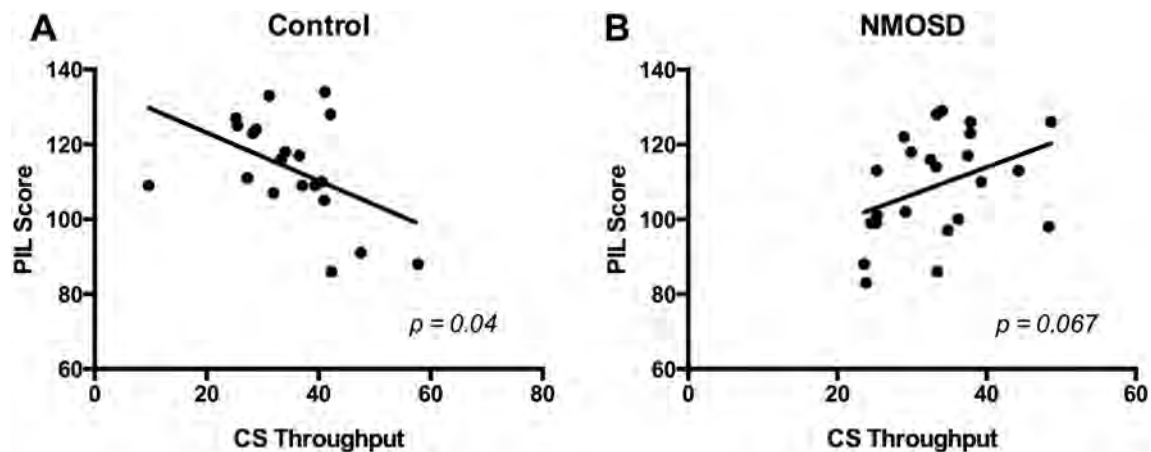 A
Control
140
120
100
80
60
PIL Score
p = 0.04
0 20 40 60 80
CS Throughput
B
NMOSD
140
120
100
80
60
PIL Score
p = 0.067
0 20 40 60
CS Throughput